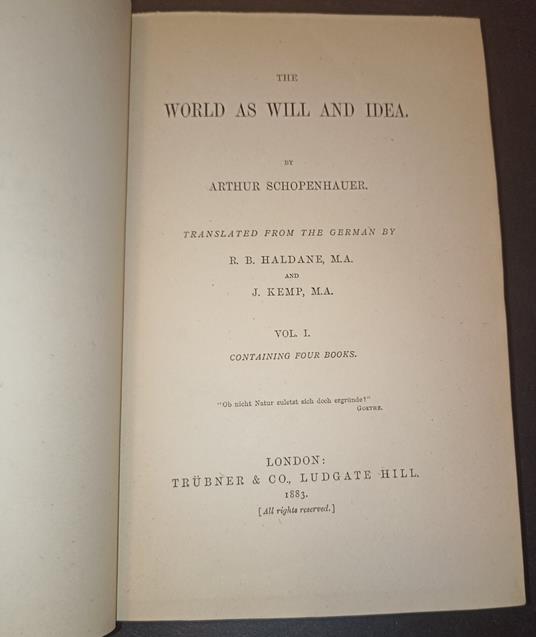 THE
WORLD AS WILL AND IDEA.
BY
ARTHUR SCHOPENHAUER.
TRANSLATED FROM THE GERMAN BY
R. B. HALDANE, M.A.
AND
J. KEMP, M.A.
VOL. I.
CONTAINING FOUR BOOKS.
"Ob nicht Natur zuletzt sich doch ergründe?"
GOETHE.
LONDON:
TRÜBNER & CO., LUDGATE HILL.
1883.
[All rights reserved.]